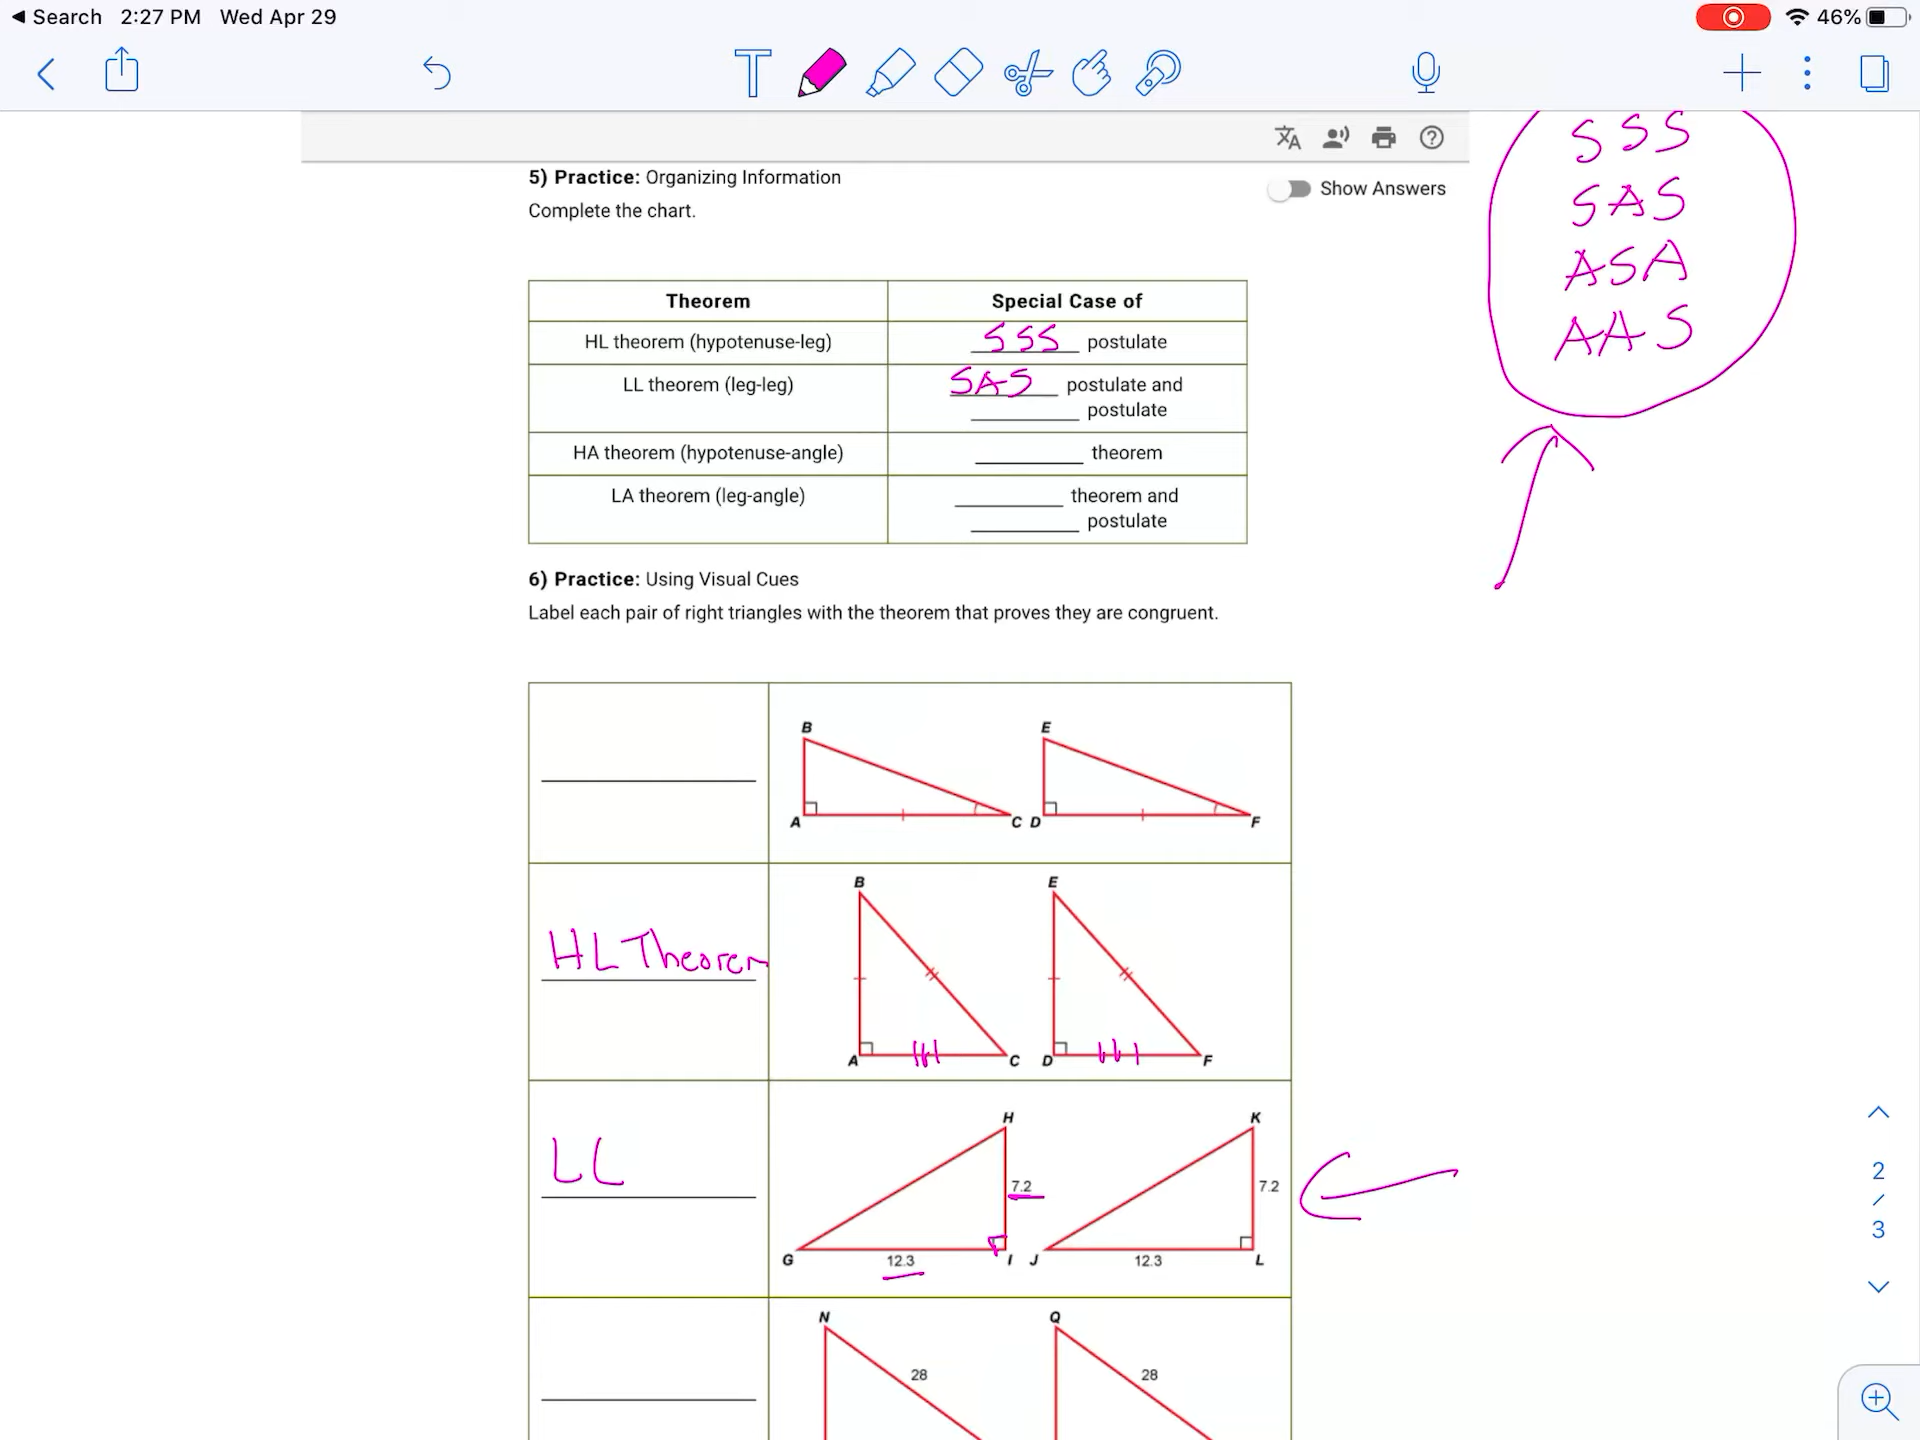 Search 2:27 PM Wed Apr 29 46%
T
SSS
SAS
ASA
AAS
5) Practice: Organizing Information
Show Answers
Complete the chart.
Theorem Special Case of
HL theorem (hypotenuse-leg) SSS postulate
LL theorem (leg-leg) SAS postulate and
postulate
HA theorem (hypotenuse-angle) theorem
LA theorem (leg-angle) theorem and
postulate
6) Practice: Using Visual Cues
Label each pair of right triangles with the theorem that proves they are congruent.
B E
A C D F
B E
HL Theorem
A C D F
H K
LL
7.2 7.2
G 12.3 I J 12.3 L
2
/
3
N Q
28 28